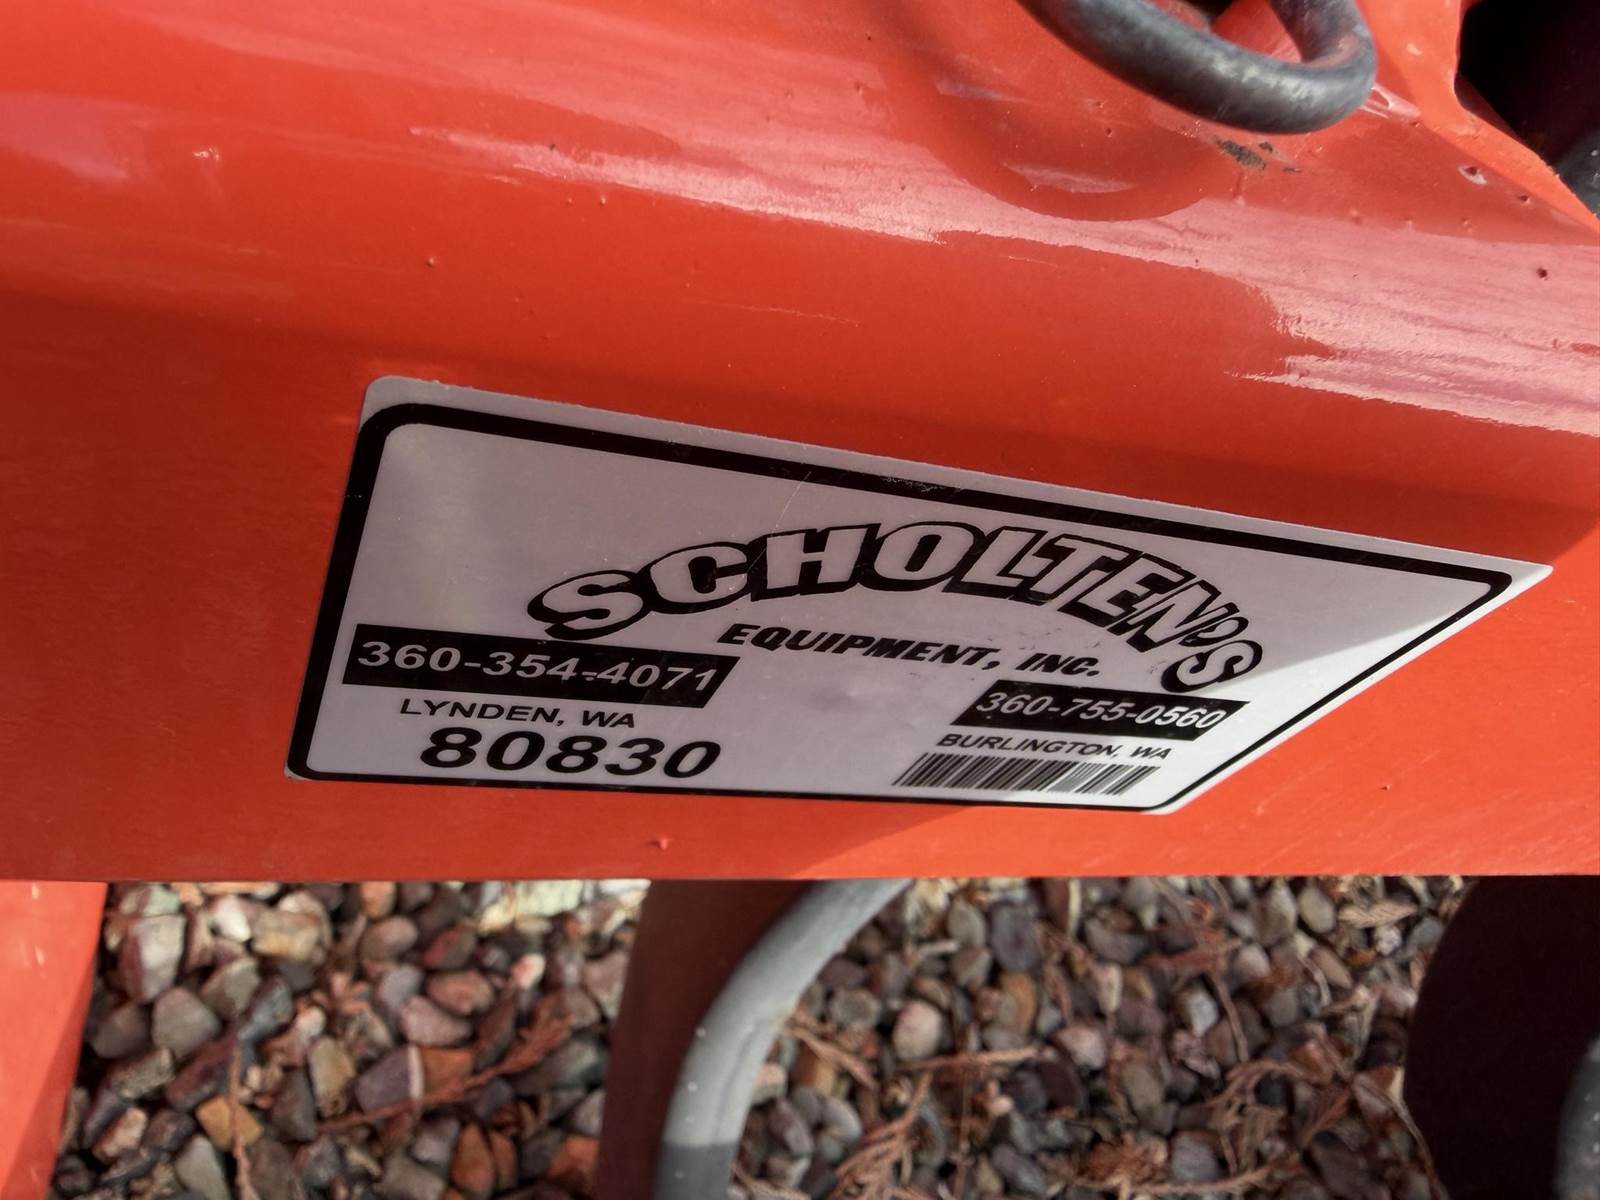 SCHOLTEN'S
EQUIPMENT, INC.
360-354-4071
LYNDEN, WA
80830
360-755-0560
BURLINGTON, WA